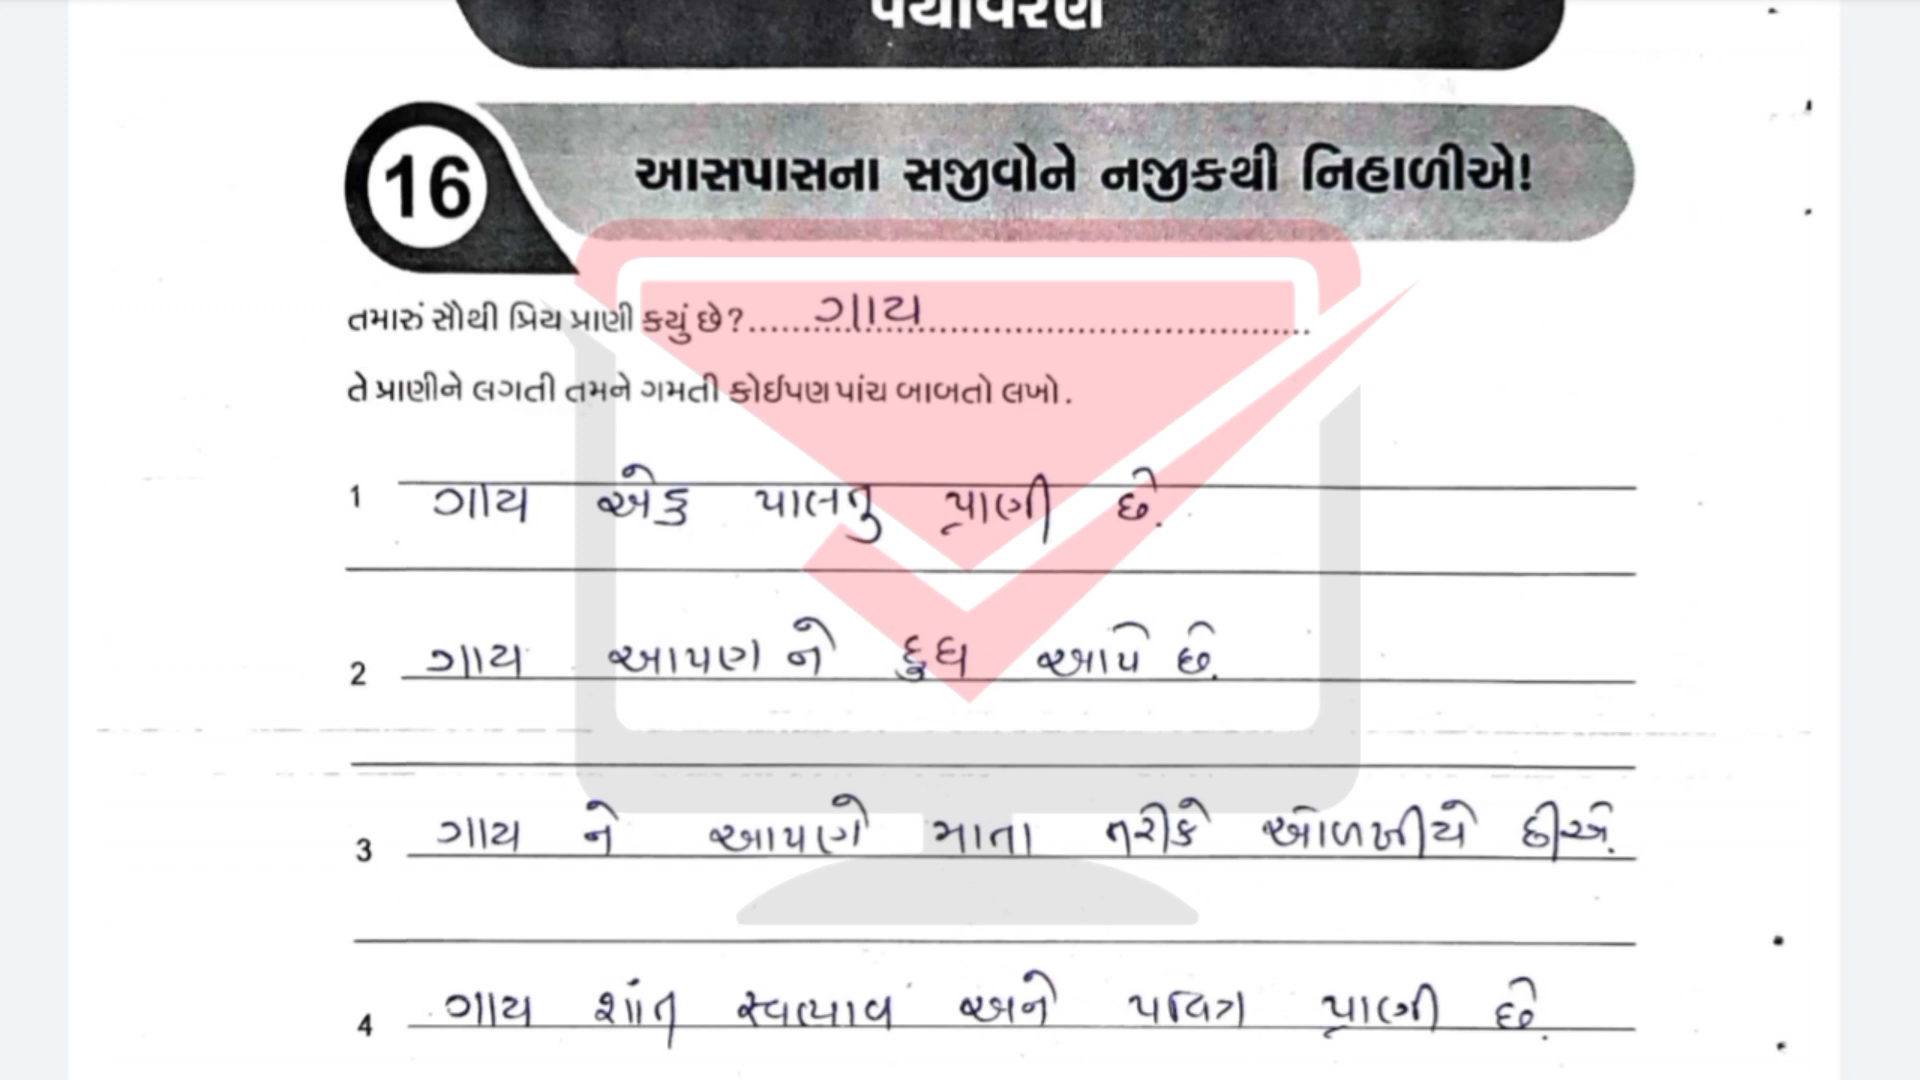 પર્યાવરણ
16 આસપાસના સજીવોને નજીકથી નિહાળીએ!
તમારું સૌથી પ્રિય પ્રાણી કયું છે? ગાય
તે પ્રાણીને લગતી તમને ગમતી કોઈપણ પાંચ બાબતો લખો.
1 ગાય એક પાલતુ પ્રાણી છે.
2 ગાય આપણ ને દુધ આપે છે.
3 ગાય ને આપણે માતા તરીકે ઓળખીયે છીએ.
4 ગાય શાંત સ્વભાવ અને પવિત્ર પ્રાણી છે.